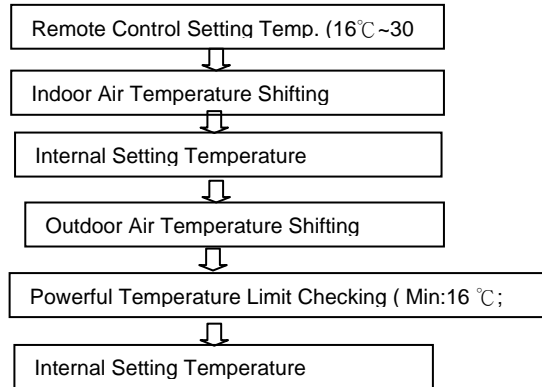 Remote Control Setting Temp. (16℃~30
Indoor Air Temperature Shifting
Internal Setting Temperature
Outdoor Air Temperature Shifting
Powerful Temperature Limit Checking ( Min:16 ℃;
Internal Setting Temperature